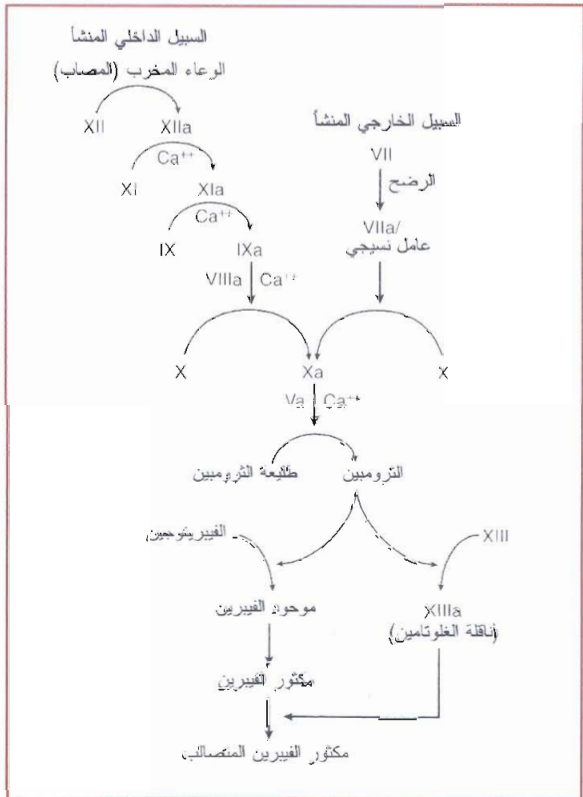 السبيل الداخلي المنشأ
الوعاء المخرب (المصاب)
XII
XIIa
Ca++
XI
XIa
Ca++
IX
IXa
VIIIa
Ca++
السبيل الخارجي المنشأ
VII
الرضح
VIIa/
عامل نسيجي
X
Xa
X
Va
Ca++
طليعة الثرومبين
الثرومبين
الفيبرينوجين
XIII
موحود الفيبرين
XIIIa
(ناقلة الغلوتامين)
مكثور الفيبرين
مكثور الفيبرين المتصالب